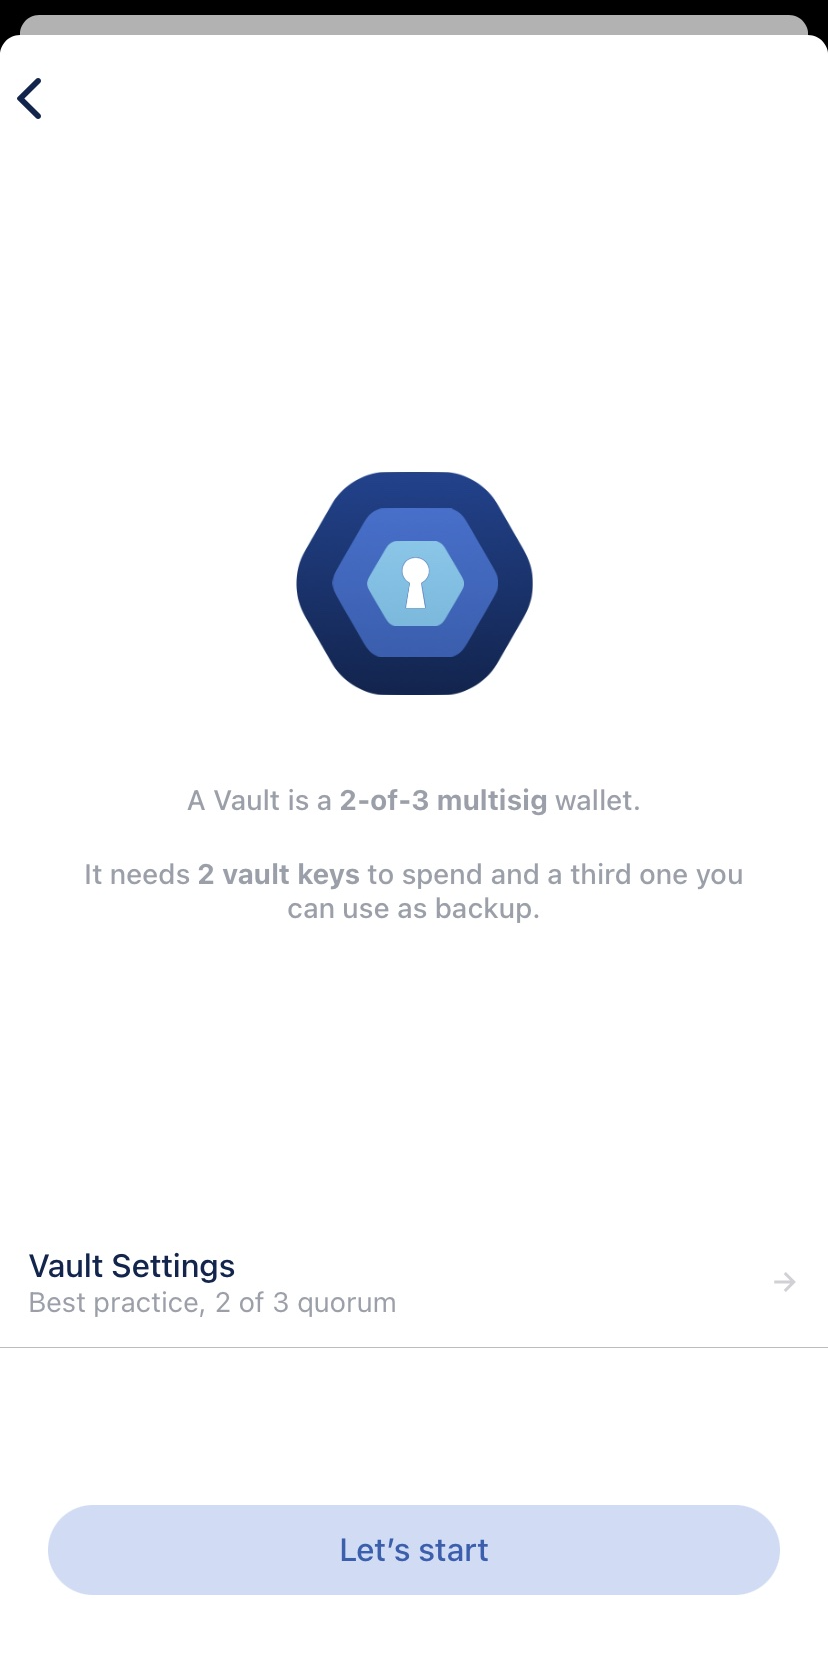 A Vault is a 2-of-3 multisig wallet.
It needs 2 vault keys to spend and a third one you
can use as backup.
Vault Settings
Best practice, 2 of 3 quorum
Let’s start